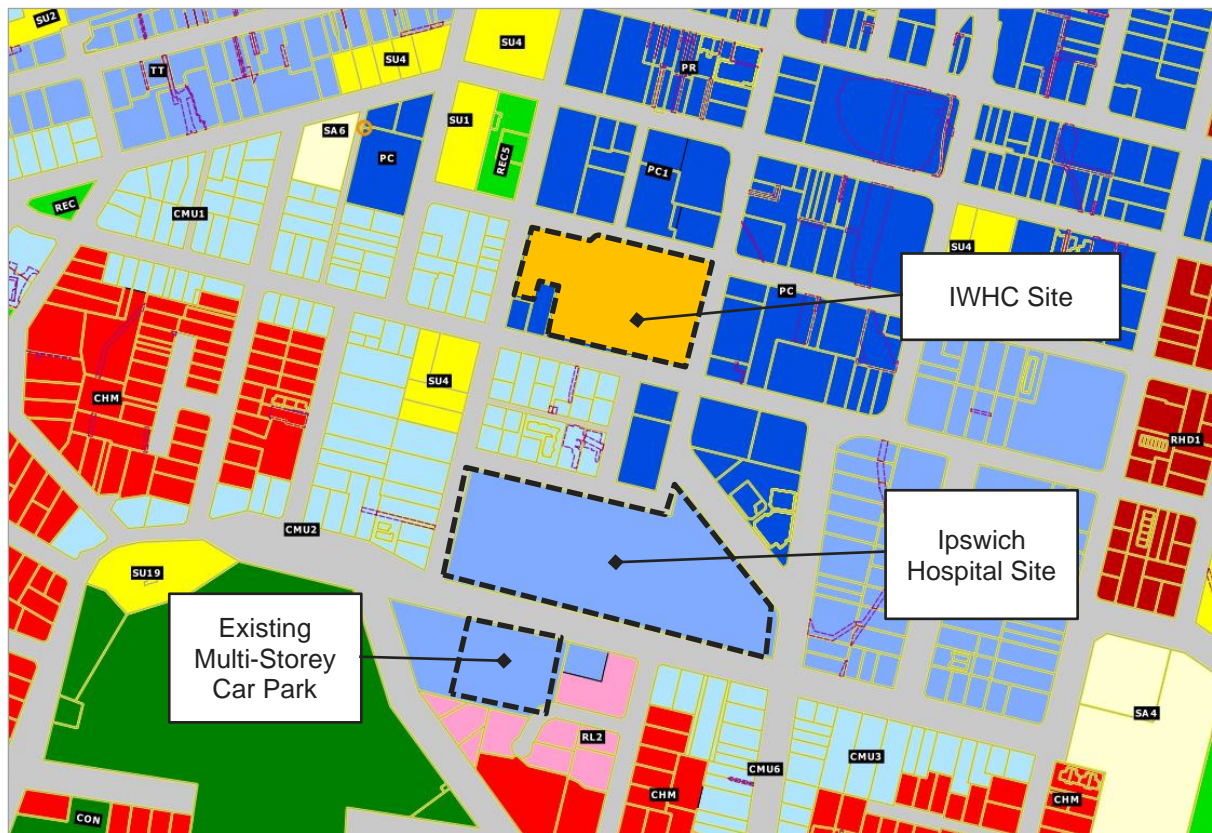 SU2
SU4
TT
SU4
PR
SU1
SA6
PC
REC5
PC1
REC
CMU1
SU4
PC
IWHC Site
CHM
SU4
RHD1
CMU2
Ipswich
Hospital Site
SU19
Existing
Multi-Storey
Car Park
SA4
RL2
CMU6
CMU3
CHM
CHM
CON